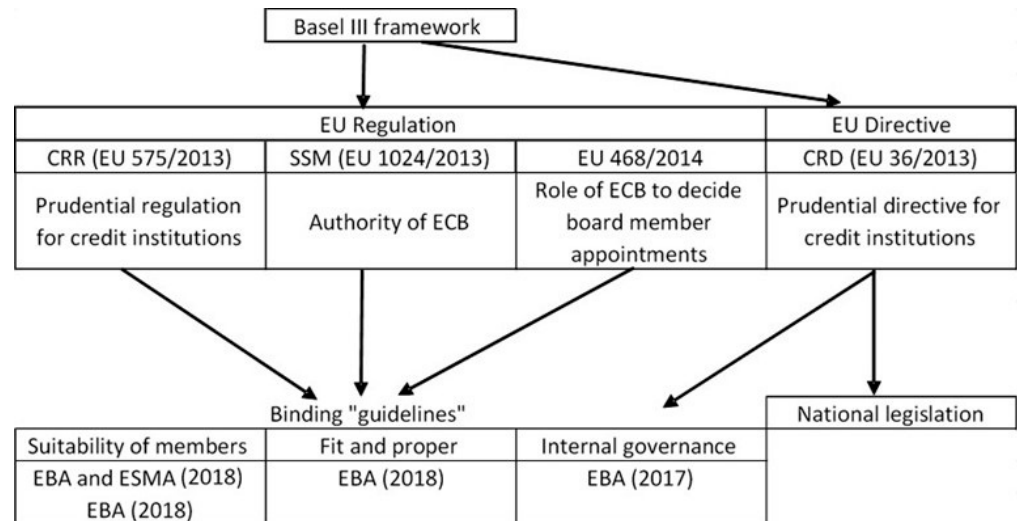 Basel III framework
EU Regulation
EU Directive
CRR (EU 575/2013)
SSM (EU 1024/2013)
EU 468/2014
CRD (EU 36/2013)
Prudential regulation
for credit institutions
Authority of ECB
Role of ECB to decide
board member
appointments
Prudential directive for
credit institutions
Binding "guidelines"
National legislation
Suitability of members
Fit and proper
Internal governance
EBA and ESMA (2018)
EBA (2018)
EBA (2018)
EBA (2017)